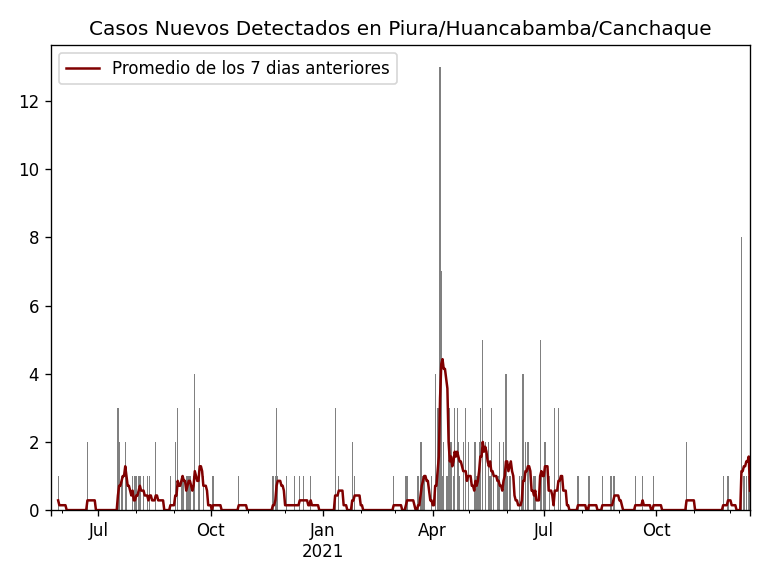 Casos Nuevos Detectados en Piura/Huancabamba/Canchaque
Promedio de los 7 dias anteriores
12
10
8
6
4
2
0
Jul Oct Jan Apr Jul Oct
2021